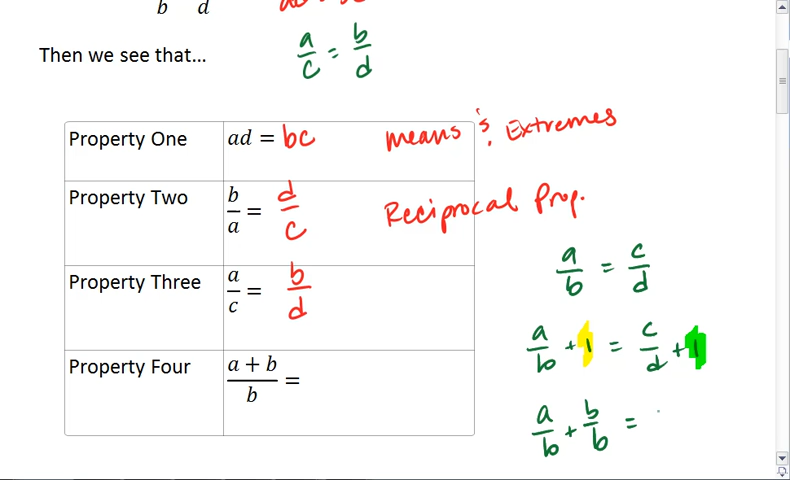 b d
Then we see that... a/c = b/d
Property One ad = bc means & Extremes
Property Two b/a = d/c Reciprocal Prop.
a/b = c/d
Property Three a/c = b/d
a/b + 1 = c/d + 1
Property Four (a + b)/b =
a/b + b/b =